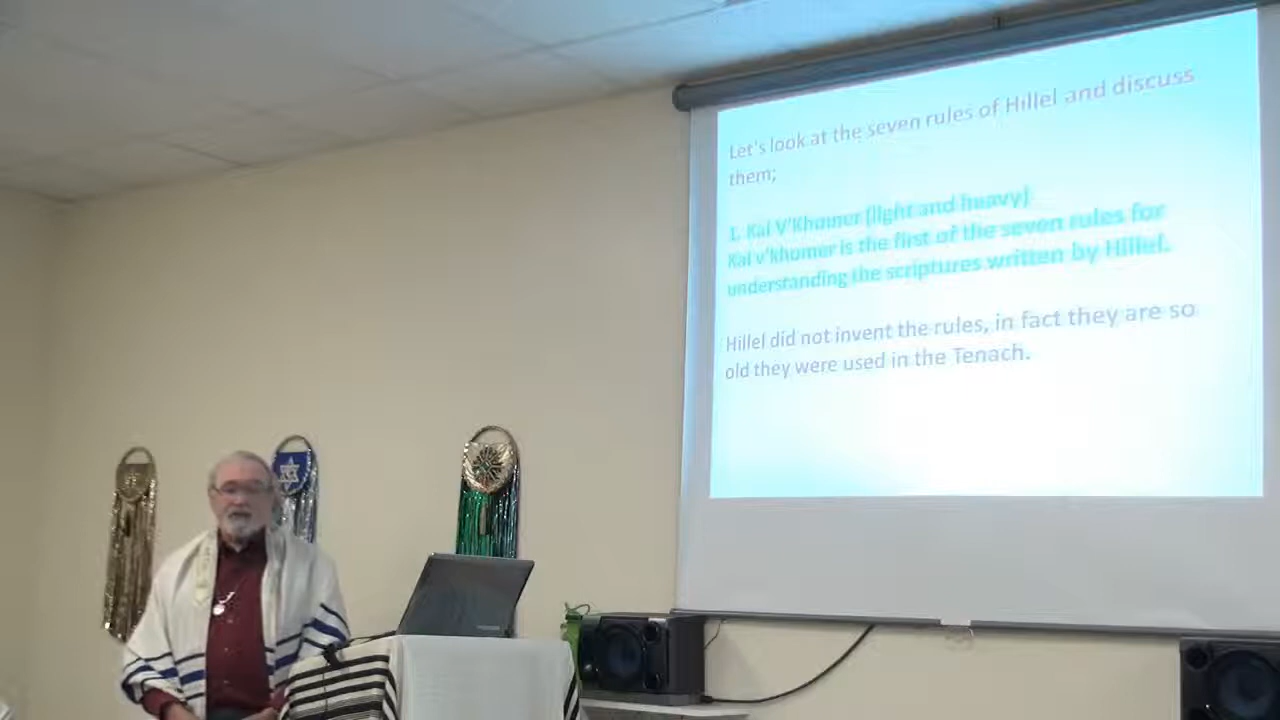 Let's look at the seven rules of Hillel and discuss
them;
1. Kal V'Khomer (light and heavy)
Kal v'khomer is the first of the seven rules for
understanding the scriptures written by Hillel.
Hillel did not invent the rules, in fact they are so
old they were used in the Tenach.